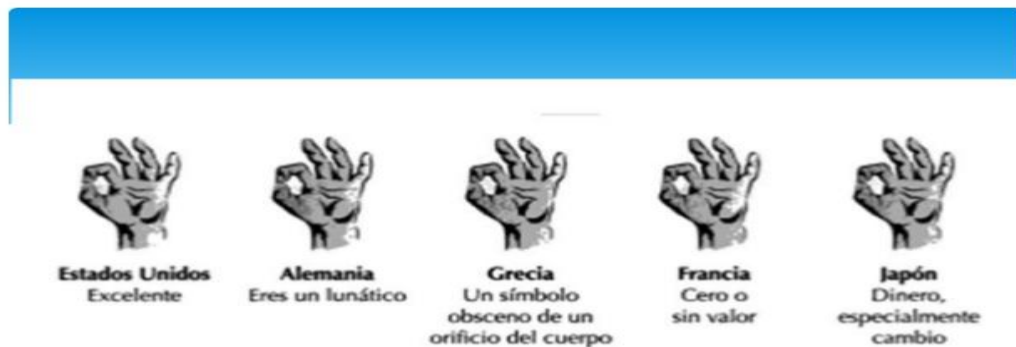 Estados Unidos
Excelente
Alemania
Eres un lunático
Grecia
Un símbolo
obsceno de un
orificio del cuerpo
Francia
Cero o
sin valor
Japón
Dinero,
especialmente
cambio